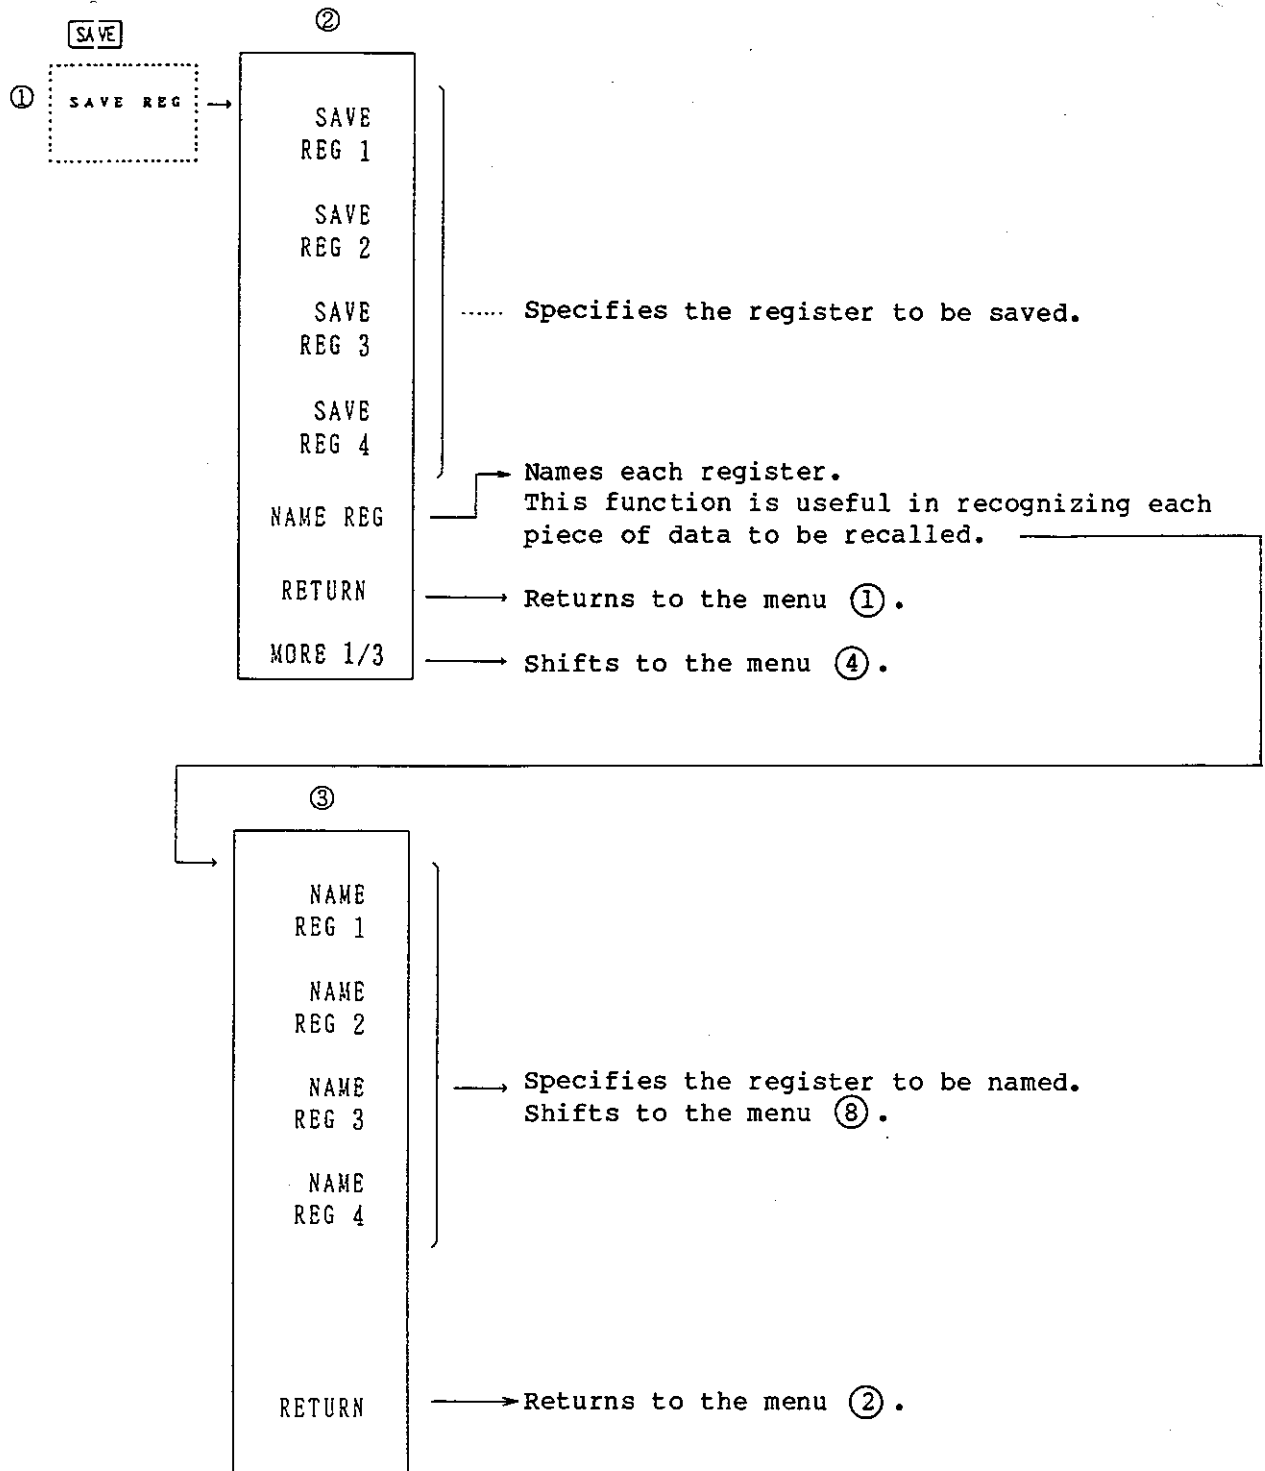 ②
SAVE
① SAVE REG
SAVE
REG 1
SAVE
REG 2
SAVE
REG 3
Specifies the register to be saved.
SAVE
REG 4
Names each register.
NAME REG
This function is useful in recognizing each
piece of data to be recalled.
RETURN
Returns to the menu ①.
MORE 1/3
Shifts to the menu ④.
③
NAME
REG 1
NAME
REG 2
NAME
REG 3
Specifies the register to be named.
Shifts to the menu ⑧.
NAME
REG 4
RETURN
Returns to the menu ②.